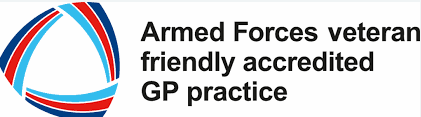 Armed Forces veteran
friendly accredited
GP practice